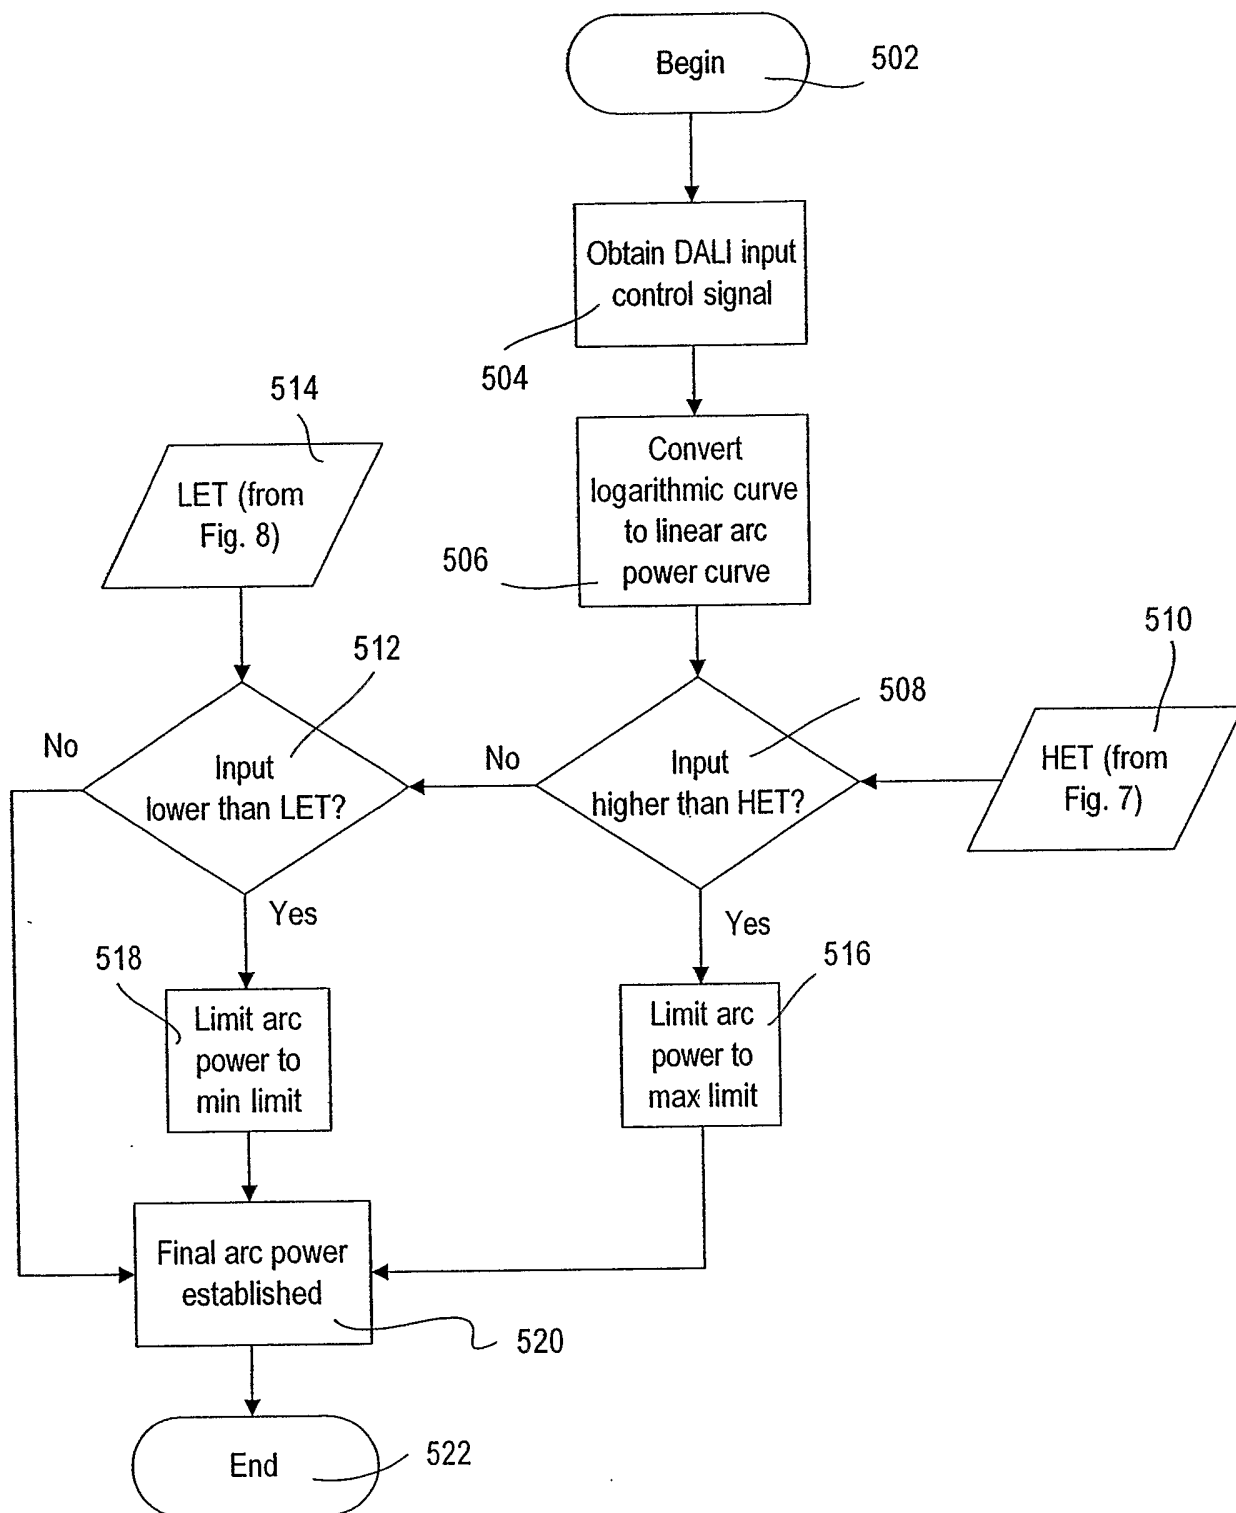 Begin
502
Obtain DALI input
control signal
504
514
Convert
logarithmic curve
to linear arc
power curve
506
LET (from
Fig. 8)
510
512
508
No
Input
lower than LET?
No
Input
higher than HET?
HET (from
Fig. 7)
Yes
Yes
518
516
Limit arc
power to
min limit
Limit arc
power to
max limit
Final arc power
established
520
End
522